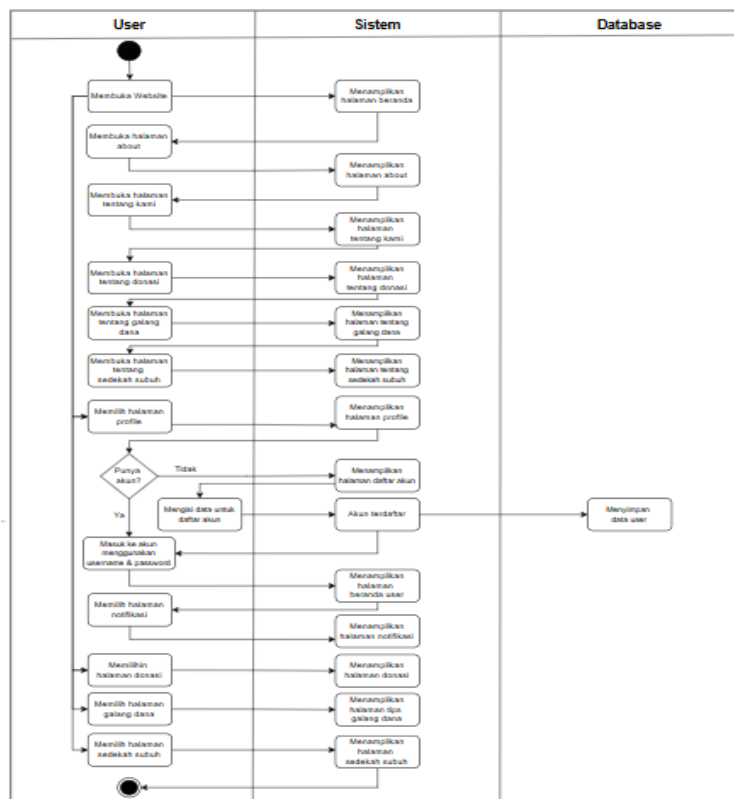 User
Sistem
Database
Membuka Website
Menampilkan
halaman beranda
Membuka halaman
about
Menampilkan
halaman about
Membuka halaman
tentang kami
Menampilkan
halaman
tentang kami
Membuka halaman
tentang donasi
Menampilkan
halaman
tentang donasi
Membuka halaman
tentang galang
dana
Menampilkan
halaman tentang
galang dana
Membuka halaman
tentang
sedekah subuh
Menampilkan
halaman tentang
sedekah subuh
Memilih halaman
profile
Menampilkan
halaman profile
Punya
akun?
Tidak
Menampilkan
halaman daftar akun
Ya
Mengisi data untuk
daftar akun
Akun terdaftar
Menyimpan
data user
Masuk ke akun
menggunakan
username & password
Menampilkan
halaman
beranda user
Memilih halaman
notifikasi
Menampilkan
halaman notifikasi
Memilihin
halaman donasi
Menampilkan
halaman donasi
Memilih halaman
galang dana
Menampilkan
halaman tips
galang dana
Memilih halaman
sedekah subuh
Menampilkan
halaman
sedekah subuh